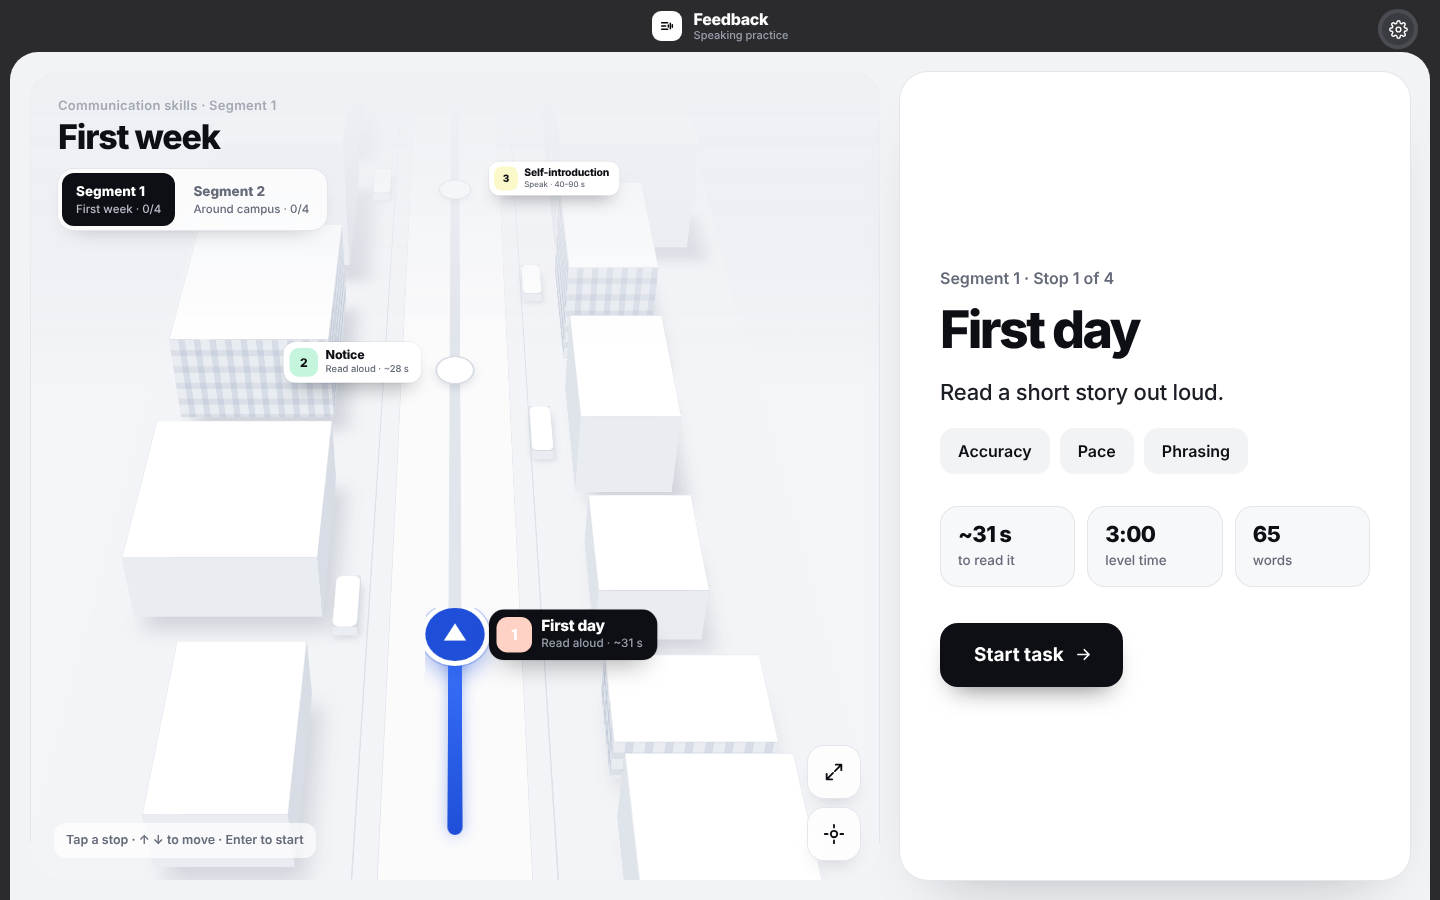 Feedback
Speaking practice
Communication skills · Segment 1
First week
Segment 1
First week · 0/4
Segment 2
Around campus · 0/4
3
Self-introduction
Speak · 40-90 s
2
Notice
Read aloud · ~28 s
1
First day
Read aloud · ~31 s
Tap a stop · ↑ ↓ to move · Enter to start
Segment 1 · Stop 1 of 4
First day
Read a short story out loud.
Accuracy
Pace
Phrasing
~31 s
to read it
3:00
level time
65
words
Start task →